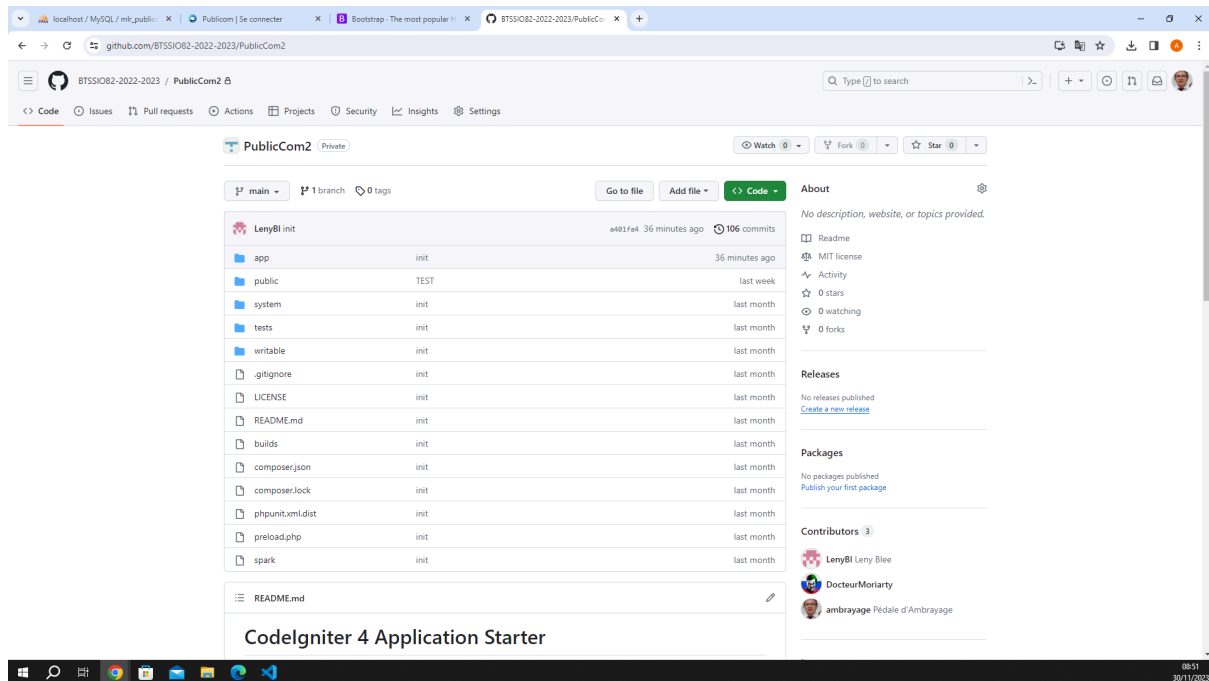 localhost / MySQL / mlr_public
Publicom | Se connecter
Bootstrap · The most popular H
BTSSIO82-2022-2023/PublicCo
github.com/BTSSIO82-2022-2023/PublicCom2
BTSSIO82-2022-2023 / PublicCom2
Type / to search
Code Issues Pull requests Actions Projects Security Insights Settings
PublicCom2 Private
Watch 0 Fork 0 Star 0
main 1 branch 0 tags
Go to file Add file Code
LenyBl init a401fa4 36 minutes ago 106 commits
app init 36 minutes ago
public TEST last week
system init last month
tests init last month
writable init last month
.gitignore init last month
LICENSE init last month
README.md init last month
builds init last month
composer.json init last month
composer.lock init last month
phpunit.xml.dist init last month
preload.php init last month
spark init last month
README.md
CodeIgniter 4 Application Starter
About
No description, website, or topics provided.
Readme
MIT license
Activity
0 stars
0 watching
0 forks
Releases
No releases published
Create a new release
Packages
No packages published
Publish your first package
Contributors 3
LenyBl Leny Blee
DocteurMoriarty
ambrayage Pédale d'Ambrayage
08:51
30/11/2023